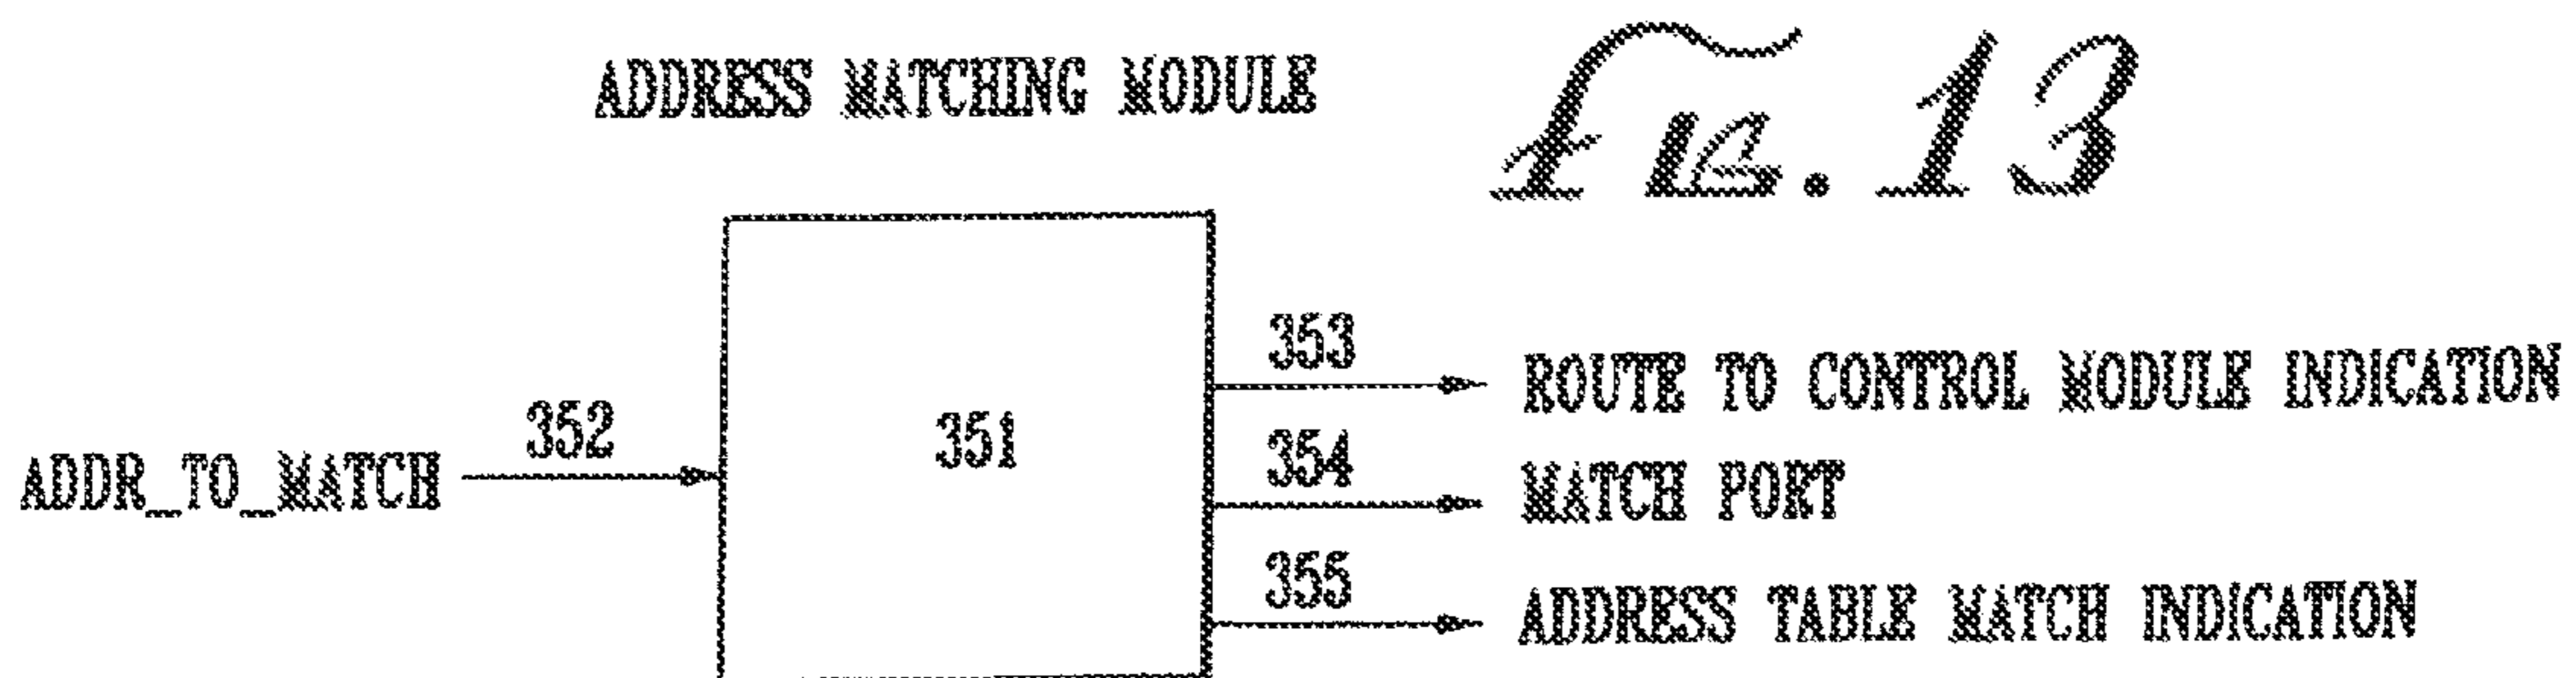 ADDRESS MATCHING MODULE
FIG. 13
353
ROUTE TO CONTROL MODULE INDICATION
352
351
ADDR_TO_MATCH
354
MATCH PORT
355
ADDRESS TABLE MATCH INDICATION